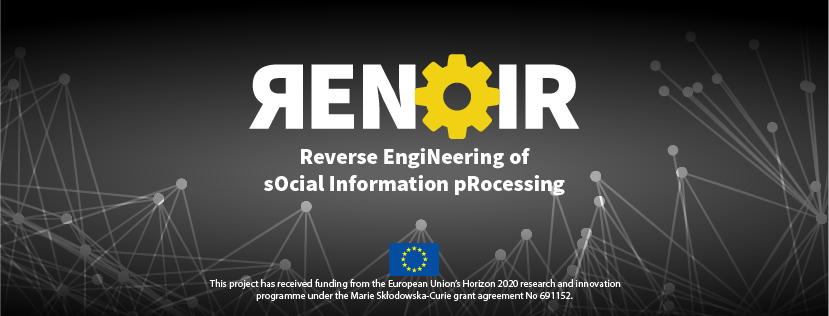 ЯENOIR
Reverse EngiNeering of
sOcial Information pRocessing
This project has received funding from the European Union's Horizon 2020 research and innovation
programme under the Marie Skłodowska-Curie grant agreement No 691152.